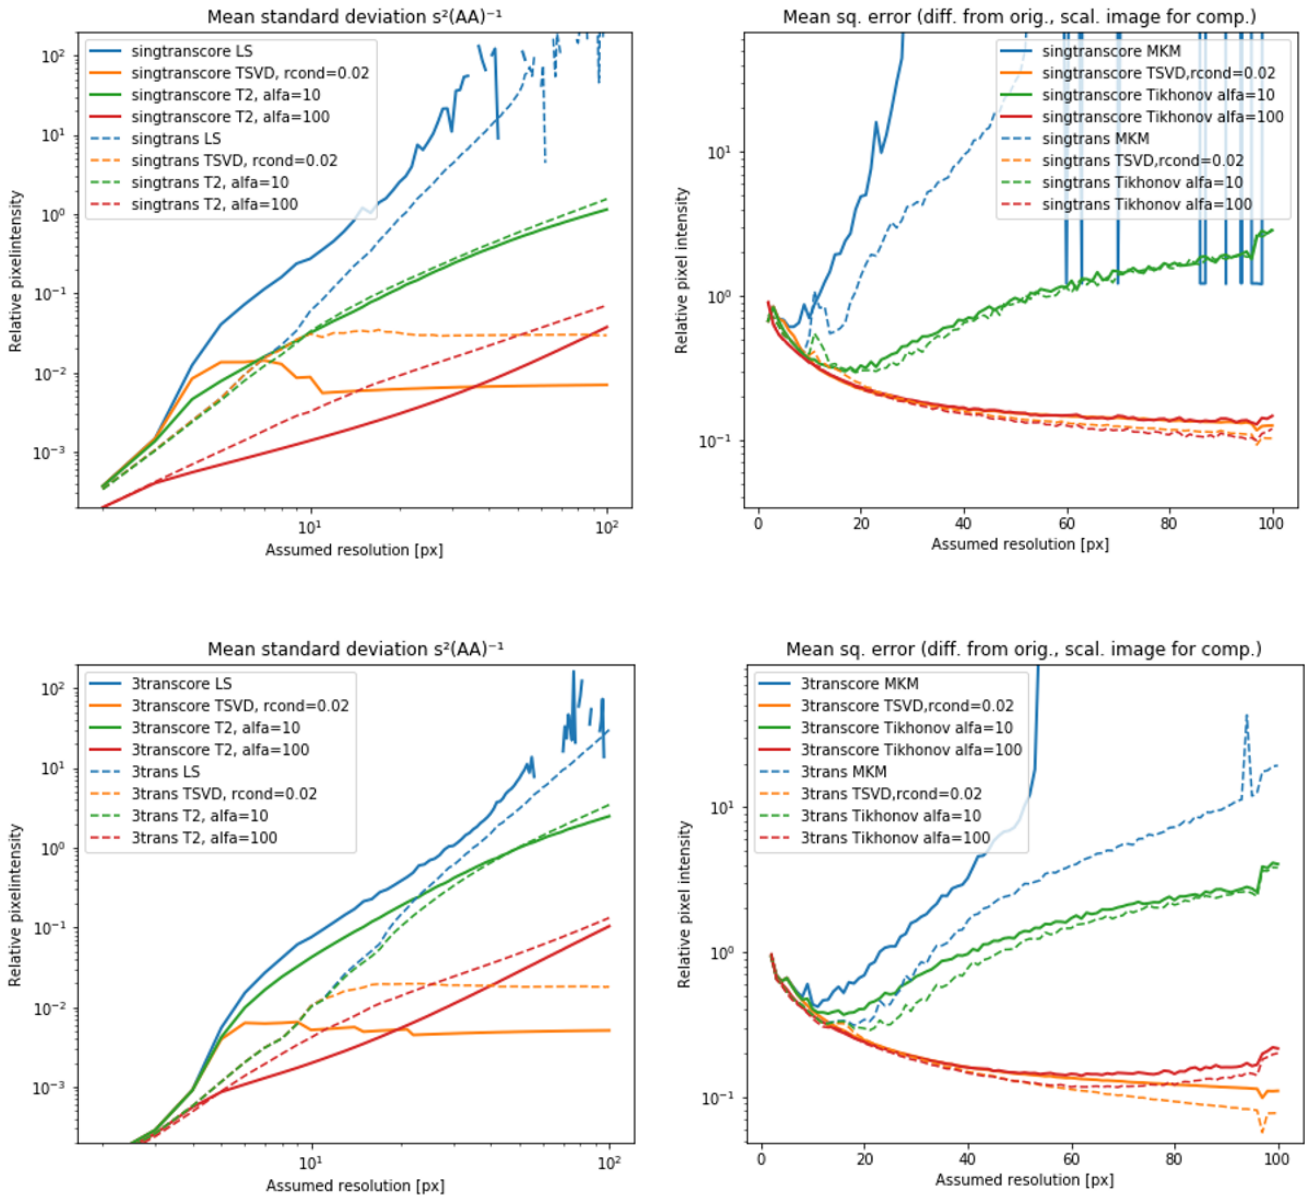 Mean standard deviation s²(AA)⁻¹
singtranscore LS
singtranscore TSVD, rcond=0.02
singtranscore T2, alfa=10
singtranscore T2, alfa=100
singtrans LS
singtrans TSVD, rcond=0.02
singtrans T2, alfa=10
singtrans T2, alfa=100
Relative pixelintensity
10²
10¹
10⁰
10⁻¹
10⁻²
10⁻³
10¹
10²
Assumed resolution [px]
Mean sq. error (diff. from orig., scal. image for comp.)
singtranscore MKM
singtranscore TSVD,rcond=0.02
singtranscore Tikhonov alfa=10
singtranscore Tikhonov alfa=100
singtrans MKM
singtrans TSVD,rcond=0.02
singtrans Tikhonov alfa=10
singtrans Tikhonov alfa=100
Relative pixel intensity
10¹
10⁰
10⁻¹
0
20
40
60
80
100
Assumed resolution [px]
Mean standard deviation s²(AA)⁻¹
3transcore LS
3transcore TSVD, rcond=0.02
3transcore T2, alfa=10
3transcore T2, alfa=100
3trans LS
3trans TSVD, rcond=0.02
3trans T2, alfa=10
3trans T2, alfa=100
Relative pixelintensity
10²
10¹
10⁰
10⁻¹
10⁻²
10⁻³
10¹
10²
Assumed resolution [px]
Mean sq. error (diff. from orig., scal. image for comp.)
3transcore MKM
3transcore TSVD,rcond=0.02
3transcore Tikhonov alfa=10
3transcore Tikhonov alfa=100
3trans MKM
3trans TSVD,rcond=0.02
3trans Tikhonov alfa=10
3trans Tikhonov alfa=100
Relative pixel intensity
10¹
10⁰
10⁻¹
0
20
40
60
80
100
Assumed resolution [px]